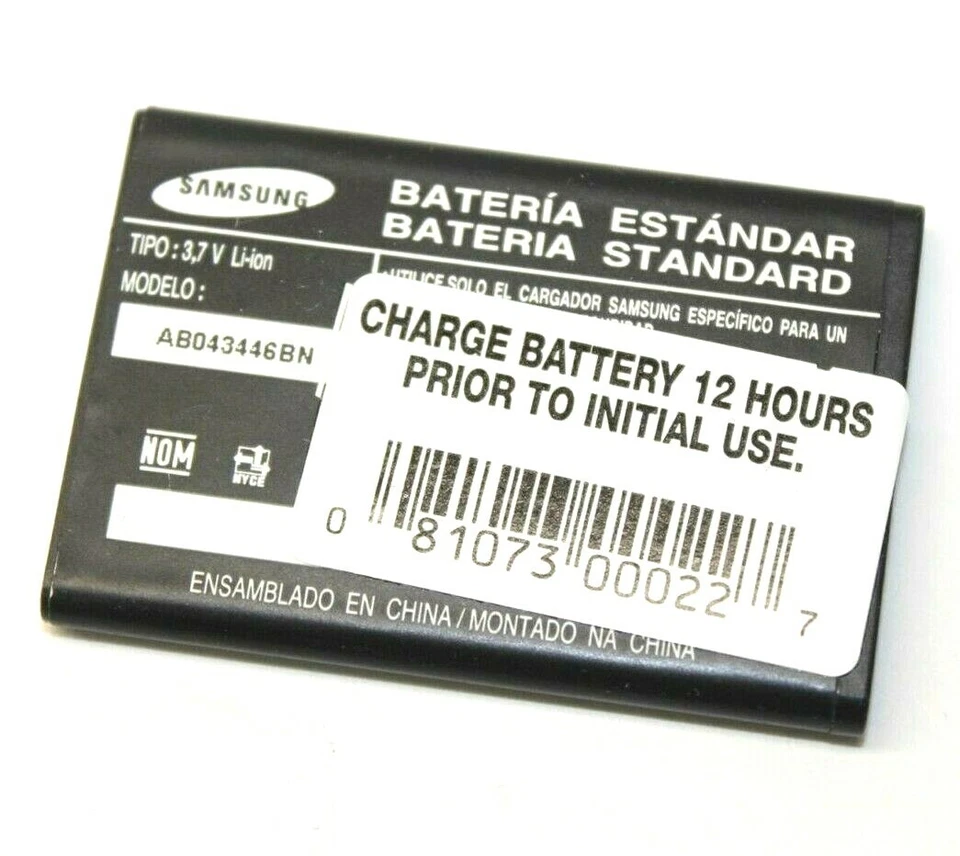 SAMSUNG
BATERÍA ESTÁNDAR
BATERIA STANDARD
TIPO: 3,7 V Li-ion
MODELO:
AB043446BN
UTILICE SOLO EL CARGADOR SAMSUNG ESPECÍFICO PARA UN
CHARGE BATTERY 12 HOURS
PRIOR TO INITIAL USE.
NOM
NYCE
0 81073 00022 7
ENSAMBLADO EN CHINA / MONTADO NA CHINA